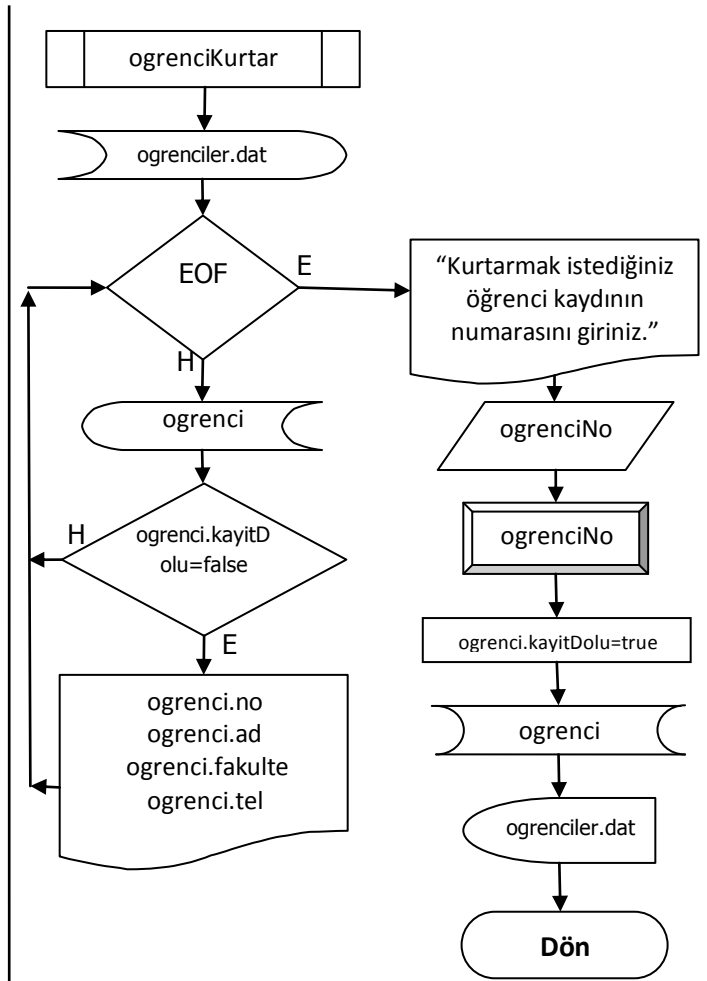 ogrenciKurtar
ogrenciler.dat
EOF
E
H
ogrenci
ogrenci.kayitD
olu=false
H
E
ogrenci.no
ogrenci.ad
ogrenci.fakulte
ogrenci.tel
“Kurtarmak istediğiniz
öğrenci kaydının
numarasını giriniz.”
ogrenciNo
ogrenciNo
ogrenci.kayitDolu=true
ogrenci
ogrenciler.dat
Dön